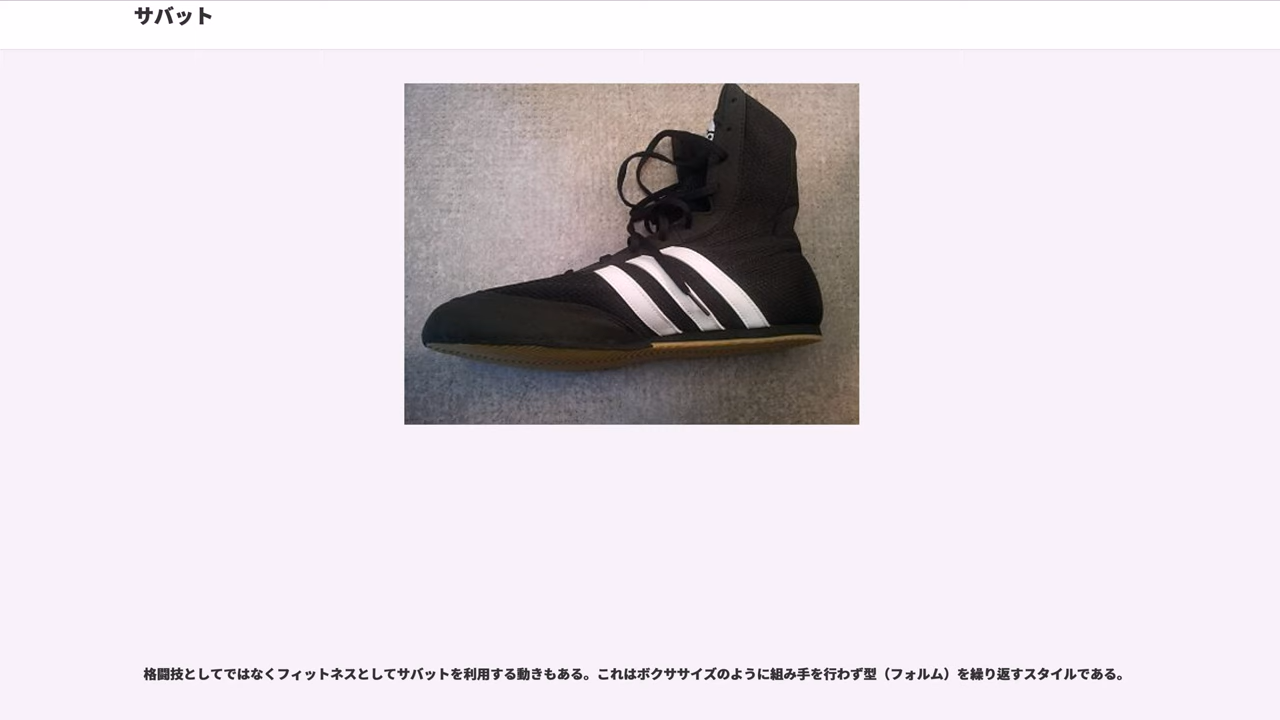 サバット
格闘技としてではなくフィットネスとしてサバットを利用する動きもある。これはボクササイズのように組み手を行わず型（フォルム）を繰り返すスタイルである。